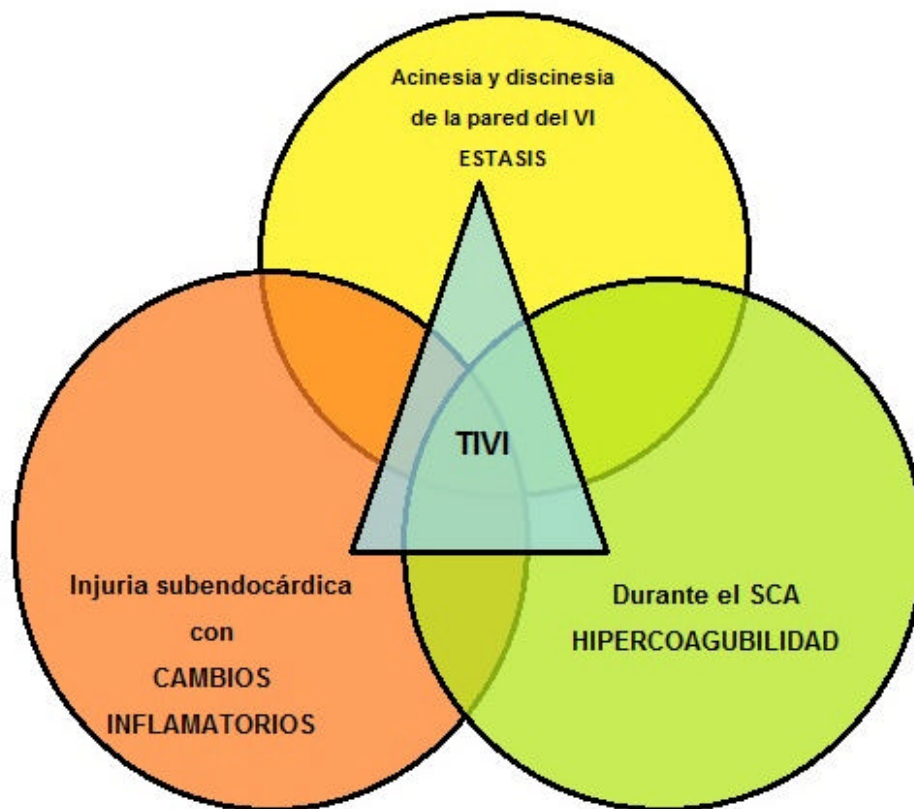 Acinesia y discinesia
de la pared del VI
ESTASIS
TIVI
Injuria subendocárdica
con
CAMBIOS
INFLAMATORIOS
Durante el SCA
HIPERCOAGUBILIDAD